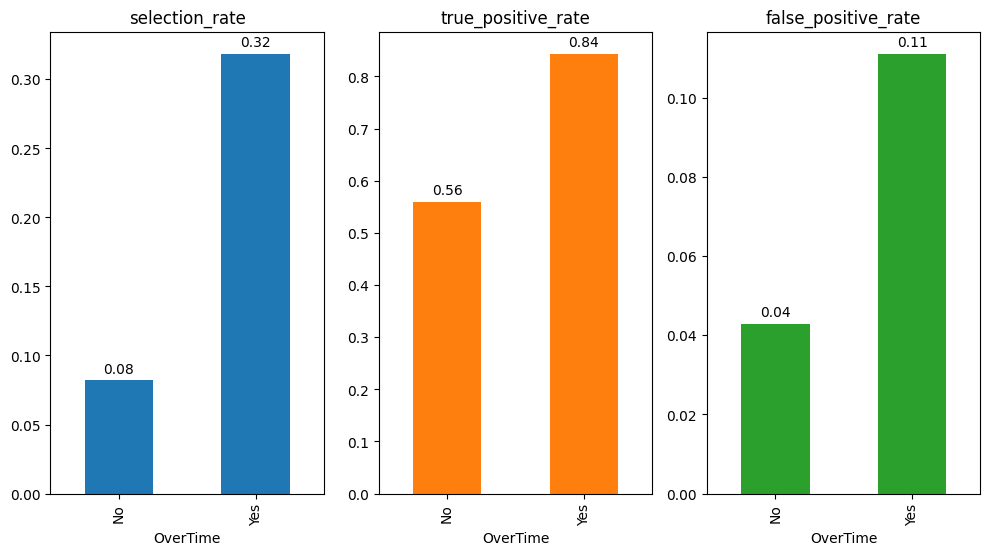 selection_rate
0.32
0.08
0.30
0.25
0.20
0.15
0.10
0.05
0.00
No
Yes
OverTime
true_positive_rate
0.84
0.56
0.8
0.7
0.6
0.5
0.4
0.3
0.2
0.1
0.0
No
Yes
OverTime
false_positive_rate
0.11
0.04
0.10
0.08
0.06
0.04
0.02
0.00
No
Yes
OverTime